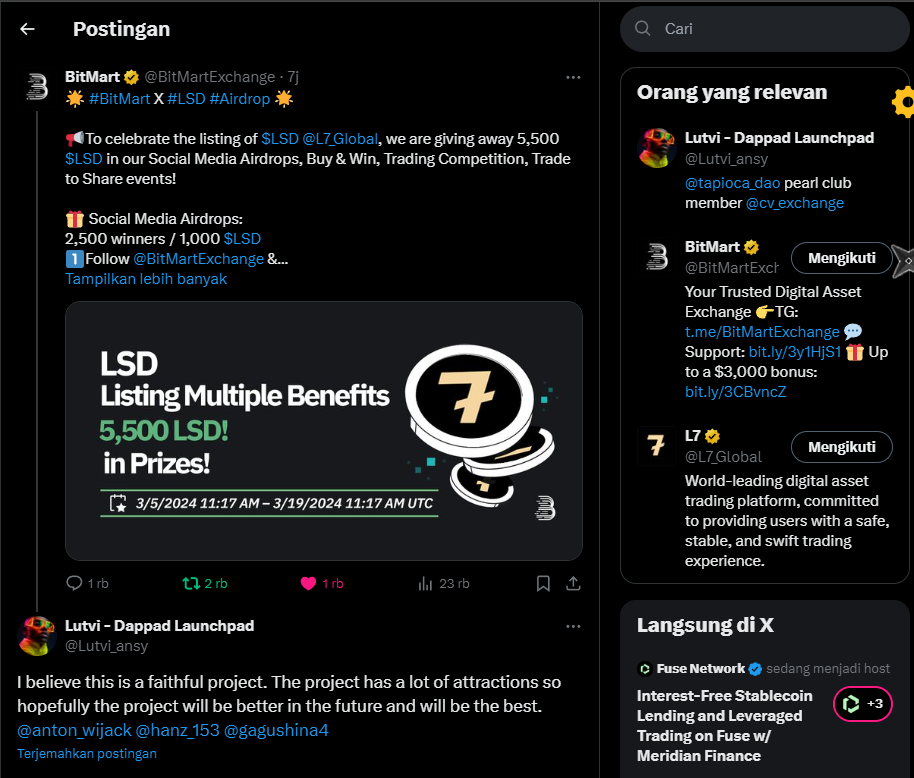 Postingan
BitMart @BitMartExchange · 7j
#BitMart X #LSD #Airdrop
To celebrate the listing of $LSD @L7_Global, we are giving away 5,500
$LSD in our Social Media Airdrops, Buy & Win, Trading Competition, Trade
to Share events!
Social Media Airdrops:
2,500 winners / 1,000 $LSD
1 Follow @BitMartExchange &...
Tampilkan lebih banyak
LSD
Listing Multiple Benefits
5,500 LSD!
in Prizes!
3/5/2024 11:17 AM – 3/19/2024 11:17 AM UTC
1 rb 2 rb 1 rb 23 rb
Lutvi - Dappad Launchpad
@Lutvi_ansy
I believe this is a faithful project. The project has a lot of attractions so
hopefully the project will be better in the future and will be the best.
@anton_wijack @hanz_153 @gagushina4
Terjemahkan postingan
Cari
Orang yang relevan
Lutvi - Dappad Launchpad
@Lutvi_ansy
@tapioca_dao pearl club
member @cv_exchange
BitMart
@BitMartExch
Mengikuti
Your Trusted Digital Asset
Exchange TG:
t.me/BitMartExchange
Support: bit.ly/3y1HjS1 Up
to a $3,000 bonus:
bit.ly/3CBvncZ
L7
@L7_Global
Mengikuti
World-leading digital asset
trading platform, committed
to providing users with a safe,
stable, and swift trading
experience.
Langsung di X
Fuse Network sedang menjadi host
Interest-Free Stablecoin
Lending and Leveraged
Trading on Fuse w/
Meridian Finance
+3